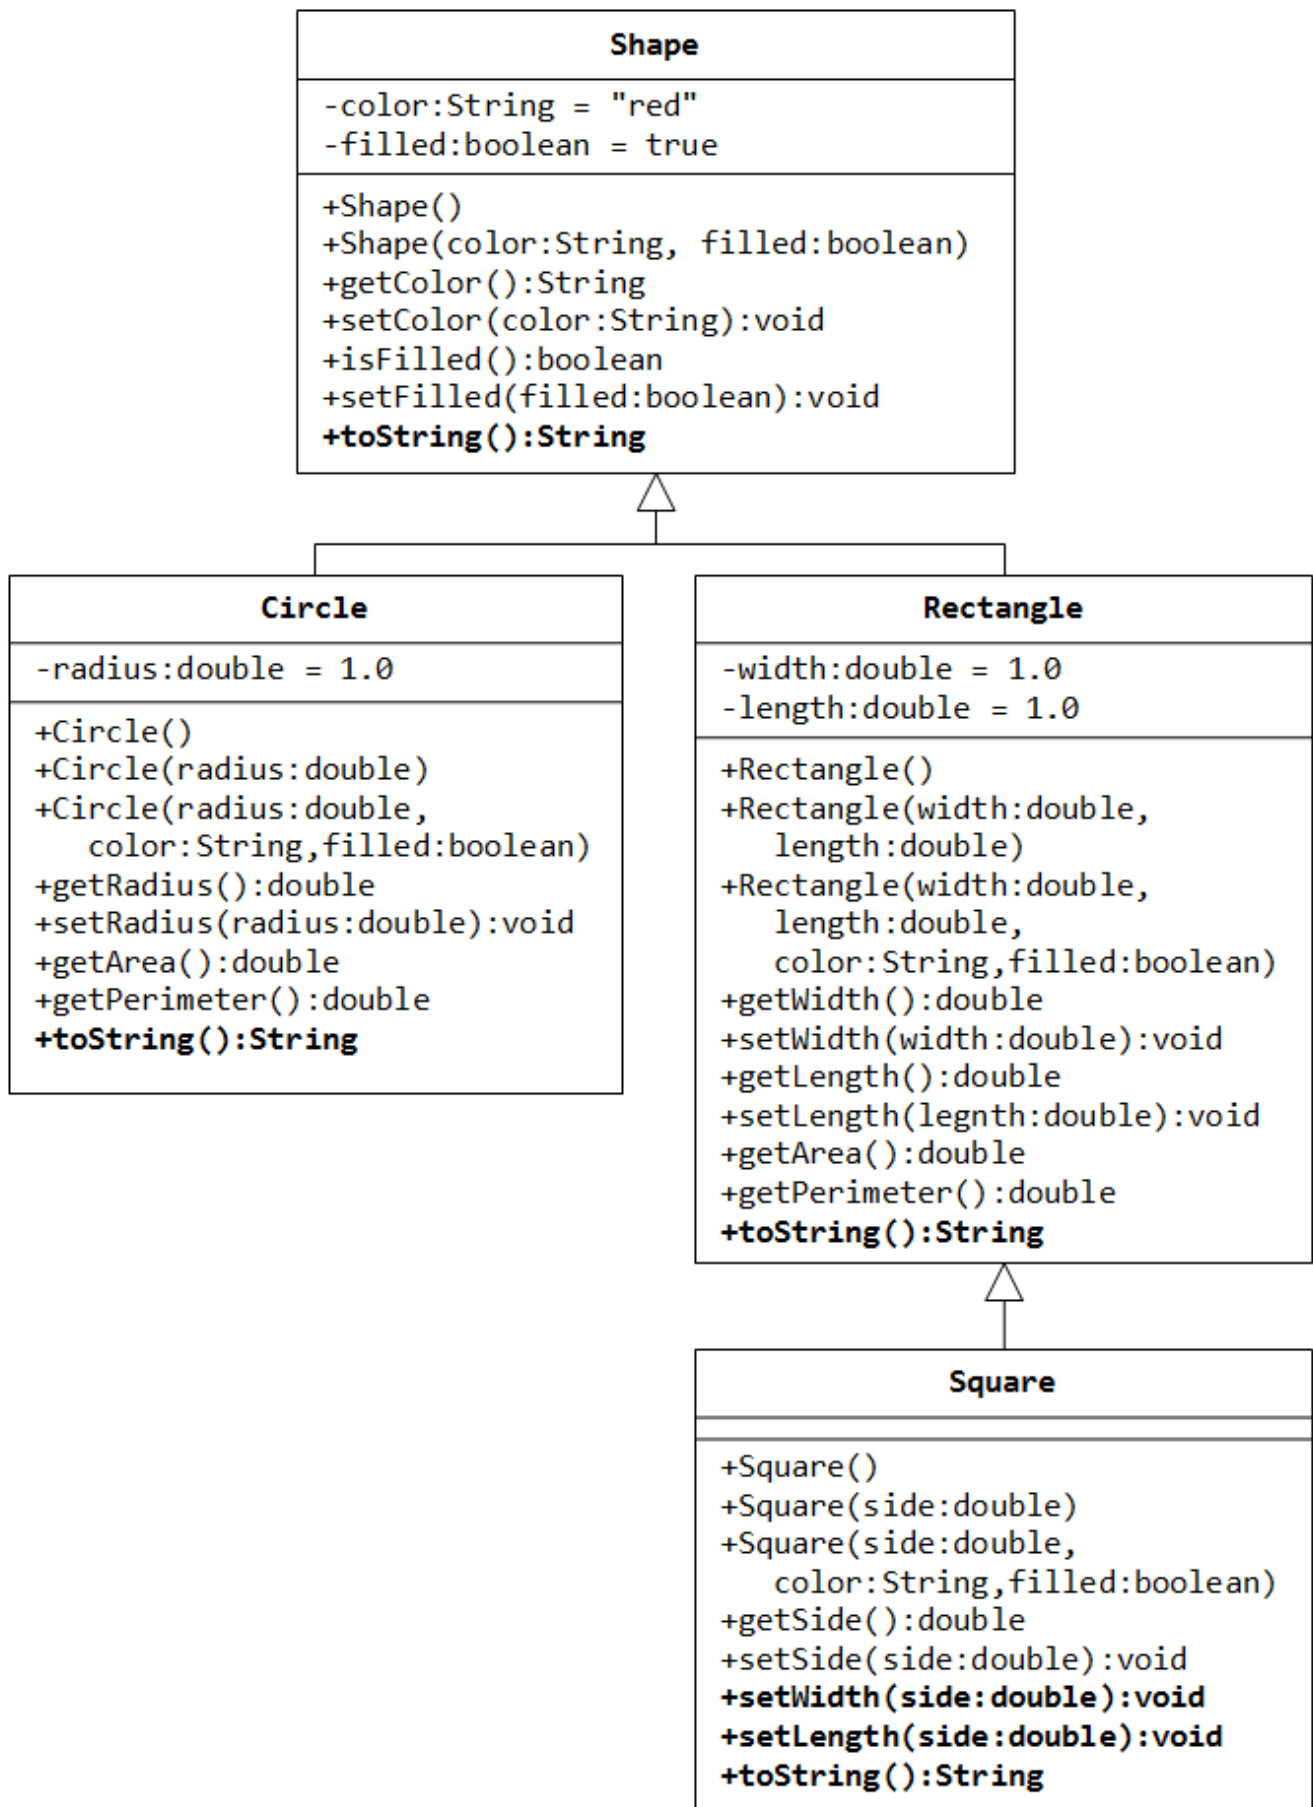 Shape
-color:String = "red"
-filled:boolean = true
+Shape()
+Shape(color:String, filled:boolean)
+getColor():String
+setColor(color:String):void
+isFilled():boolean
+setFilled(filled:boolean):void
+toString():String
Circle
-radius:double = 1.0
+Circle()
+Circle(radius:double)
+Circle(radius:double,
color:String,filled:boolean)
+getRadius():double
+setRadius(radius:double):void
+getArea():double
+getPerimeter():double
+toString():String
Rectangle
-width:double = 1.0
-length:double = 1.0
+Rectangle()
+Rectangle(width:double,
length:double)
+Rectangle(width:double,
length:double,
color:String,filled:boolean)
+getWidth():double
+setWidth(width:double):void
+getLength():double
+setLength(legnth:double):void
+getArea():double
+getPerimeter():double
+toString():String
Square
+Square()
+Square(side:double)
+Square(side:double,
color:String,filled:boolean)
+getSide():double
+setSide(side:double):void
+setWidth(side:double):void
+setLength(side:double):void
+toString():String